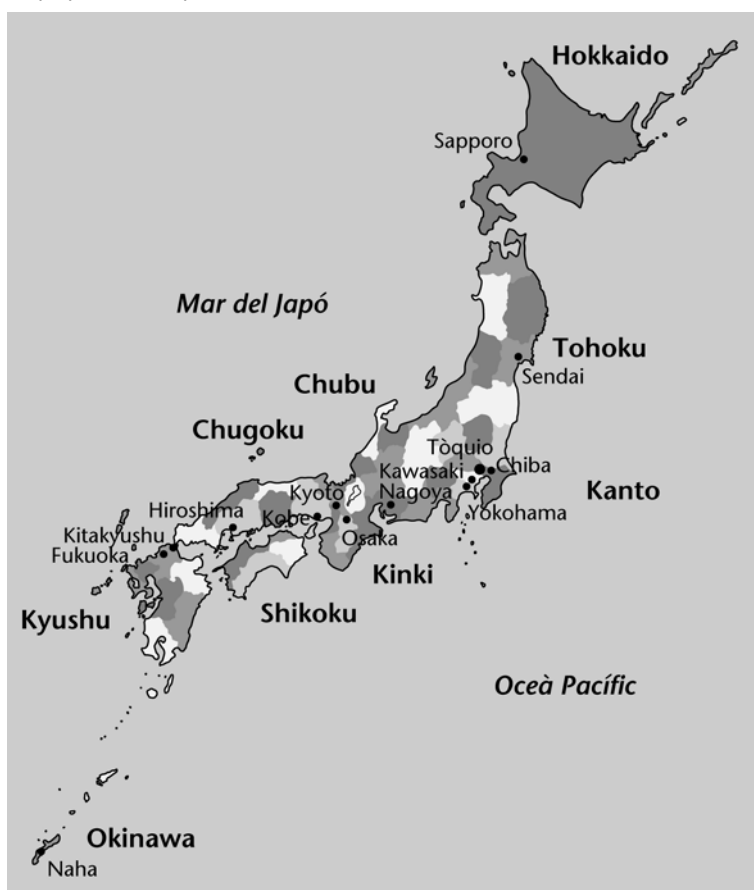 Hokkaido
Sapporo
Mar del Japó
Tohoku
Sendai
Chubu
Chugoku
Tòquio
Kawasaki
Chiba
Nagoya
Kanto
Yokohama
Kyoto
Hiroshima
Kobe
Kitakyushu
Osaka
Fukuoka
Kinki
Shikoku
Kyushu
Oceà Pacífic
Okinawa
Naha